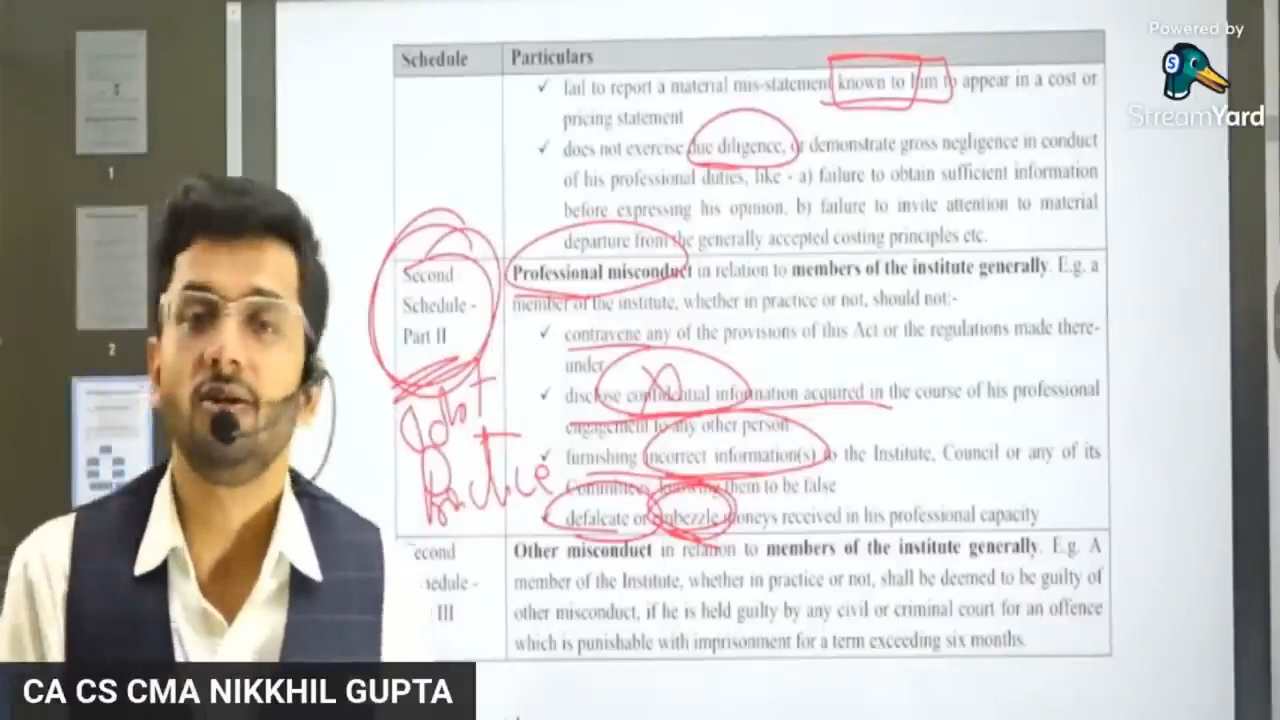 Powered by
StreamYard
Schedule Particulars
✓ fail to report a material mis-statement known to him to appear in a cost or
pricing statement
✓ does not exercise due diligence, or demonstrate gross negligence in conduct
of his professional duties, like - a) failure to obtain sufficient information
before expressing his opinion, b) failure to invite attention to material
departure from the generally accepted costing principles etc.
Second
Schedule -
Part II
Professional misconduct in relation to members of the institute generally. E.g. a
member of the institute, whether in practice or not, should not:-
✓ contravene any of the provisions of this Act or the regulations made there-
under
✓ disclose confidential information acquired in the course of his professional
engagement to any other person
✓ furnishing incorrect information(s) to the Institute, Council or any of its
Committees, knowing them to be false
✓ defalcate or embezzle moneys received in his professional capacity
Practice
econd
hedule -
III
Other misconduct in relation to members of the institute generally. E.g. A
member of the Institute, whether in practice or not, shall be deemed to be guilty of
other misconduct, if he is held guilty by any civil or criminal court for an offence
which is punishable with imprisonment for a term exceeding six months.
1
2
CA CS CMA NIKKHIL GUPTA